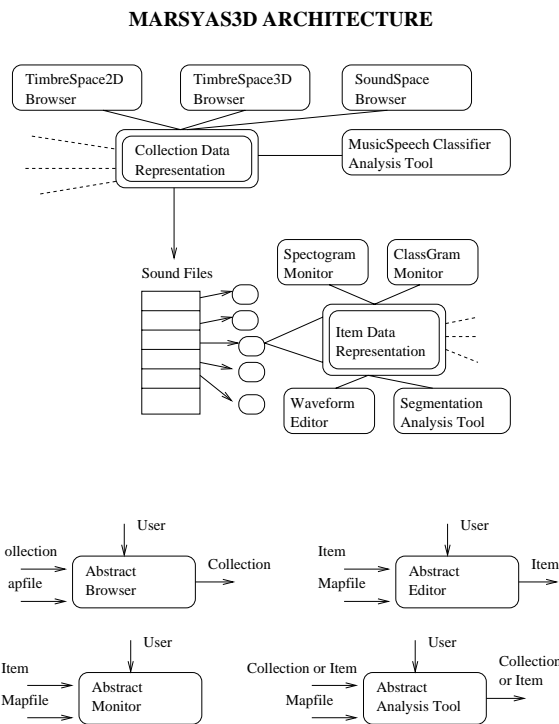 MARSYAS3D ARCHITECTURE
TimbreSpace2D
Browser
TimbreSpace3D
Browser
SoundSpace
Browser
Collection Data
Representation
MusicSpeech Classifier
Analysis Tool
Sound Files
Spectogram
Monitor
ClassGram
Monitor
Item Data
Representation
Waveform
Editor
Segmentation
Analysis Tool
User
ollection
apfile
Abstract
Browser
Collection
User
Item
Mapfile
Abstract
Editor
Item
User
Item
Mapfile
Abstract
Monitor
User
Collection or Item
Mapfile
Abstract
Analysis Tool
Collection
or Item